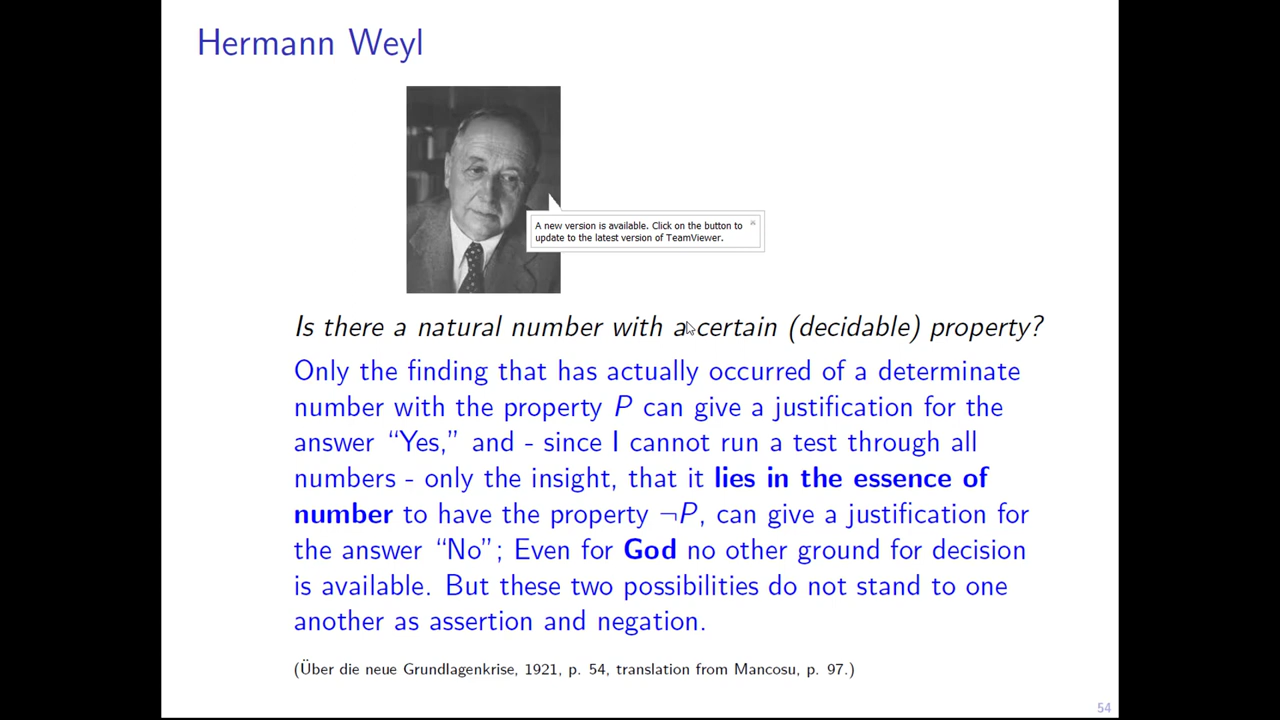 Hermann Weyl
A new version is available. Click on the button to
update to the latest version of TeamViewer.
Is there a natural number with a certain (decidable) property?
Only the finding that has actually occurred of a determinate
number with the property P can give a justification for the
answer “Yes,” and - since I cannot run a test through all
numbers - only the insight, that it lies in the essence of
number to have the property ¬P, can give a justification for
the answer “No”; Even for God no other ground for decision
is available. But these two possibilities do not stand to one
another as assertion and negation.
(Über die neue Grundlagenkrise, 1921, p. 54, translation from Mancosu, p. 97.)
54